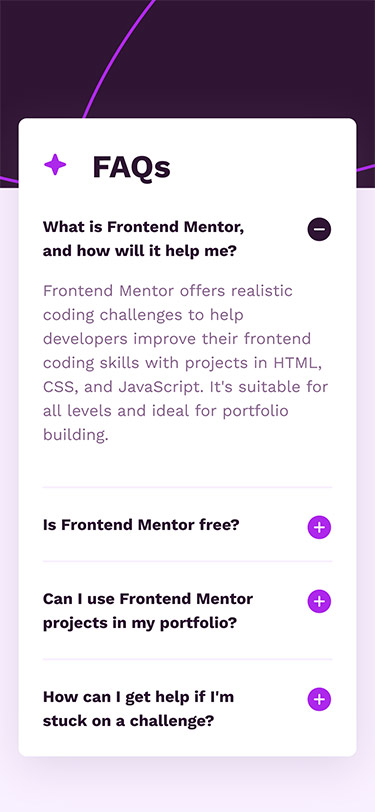 FAQs
What is Frontend Mentor,
and how will it help me?
Frontend Mentor offers realistic
coding challenges to help
developers improve their frontend
coding skills with projects in HTML,
CSS, and JavaScript. It's suitable for
all levels and ideal for portfolio
building.
Is Frontend Mentor free?
Can I use Frontend Mentor
projects in my portfolio?
How can I get help if I'm
stuck on a challenge?